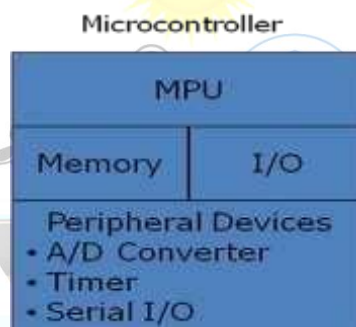 Microcontroller
MPU
Memory I/O
Peripheral Devices
• A/D Converter
• Timer
• Serial I/O